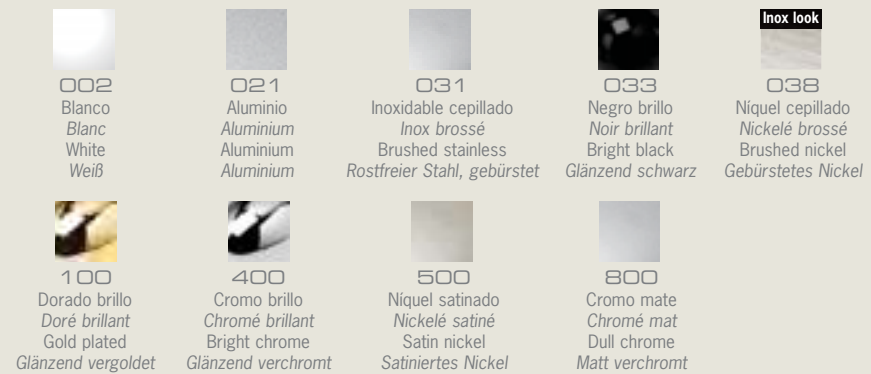 Inox look
002
Blanco
Blanc
White
Weiß
021
Aluminio
Aluminium
Aluminium
Aluminium
031
Inoxidable cepillado
Inox brossé
Brushed stainless
Rostfreier Stahl, gebürstet
033
Negro brillo
Noir brillant
Bright black
Glänzend schwarz
038
Níquel cepillado
Nickelé brossé
Brushed nickel
Gebürstetes Nickel
100
Dorado brillo
Doré brillant
Gold plated
Glänzend vergoldet
400
Cromo brillo
Chromé brillant
Bright chrome
Glänzend verchromt
500
Níquel satinado
Nickelé satiné
Satin nickel
Satiniertes Nickel
800
Cromo mate
Chromé mat
Dull chrome
Matt verchromt